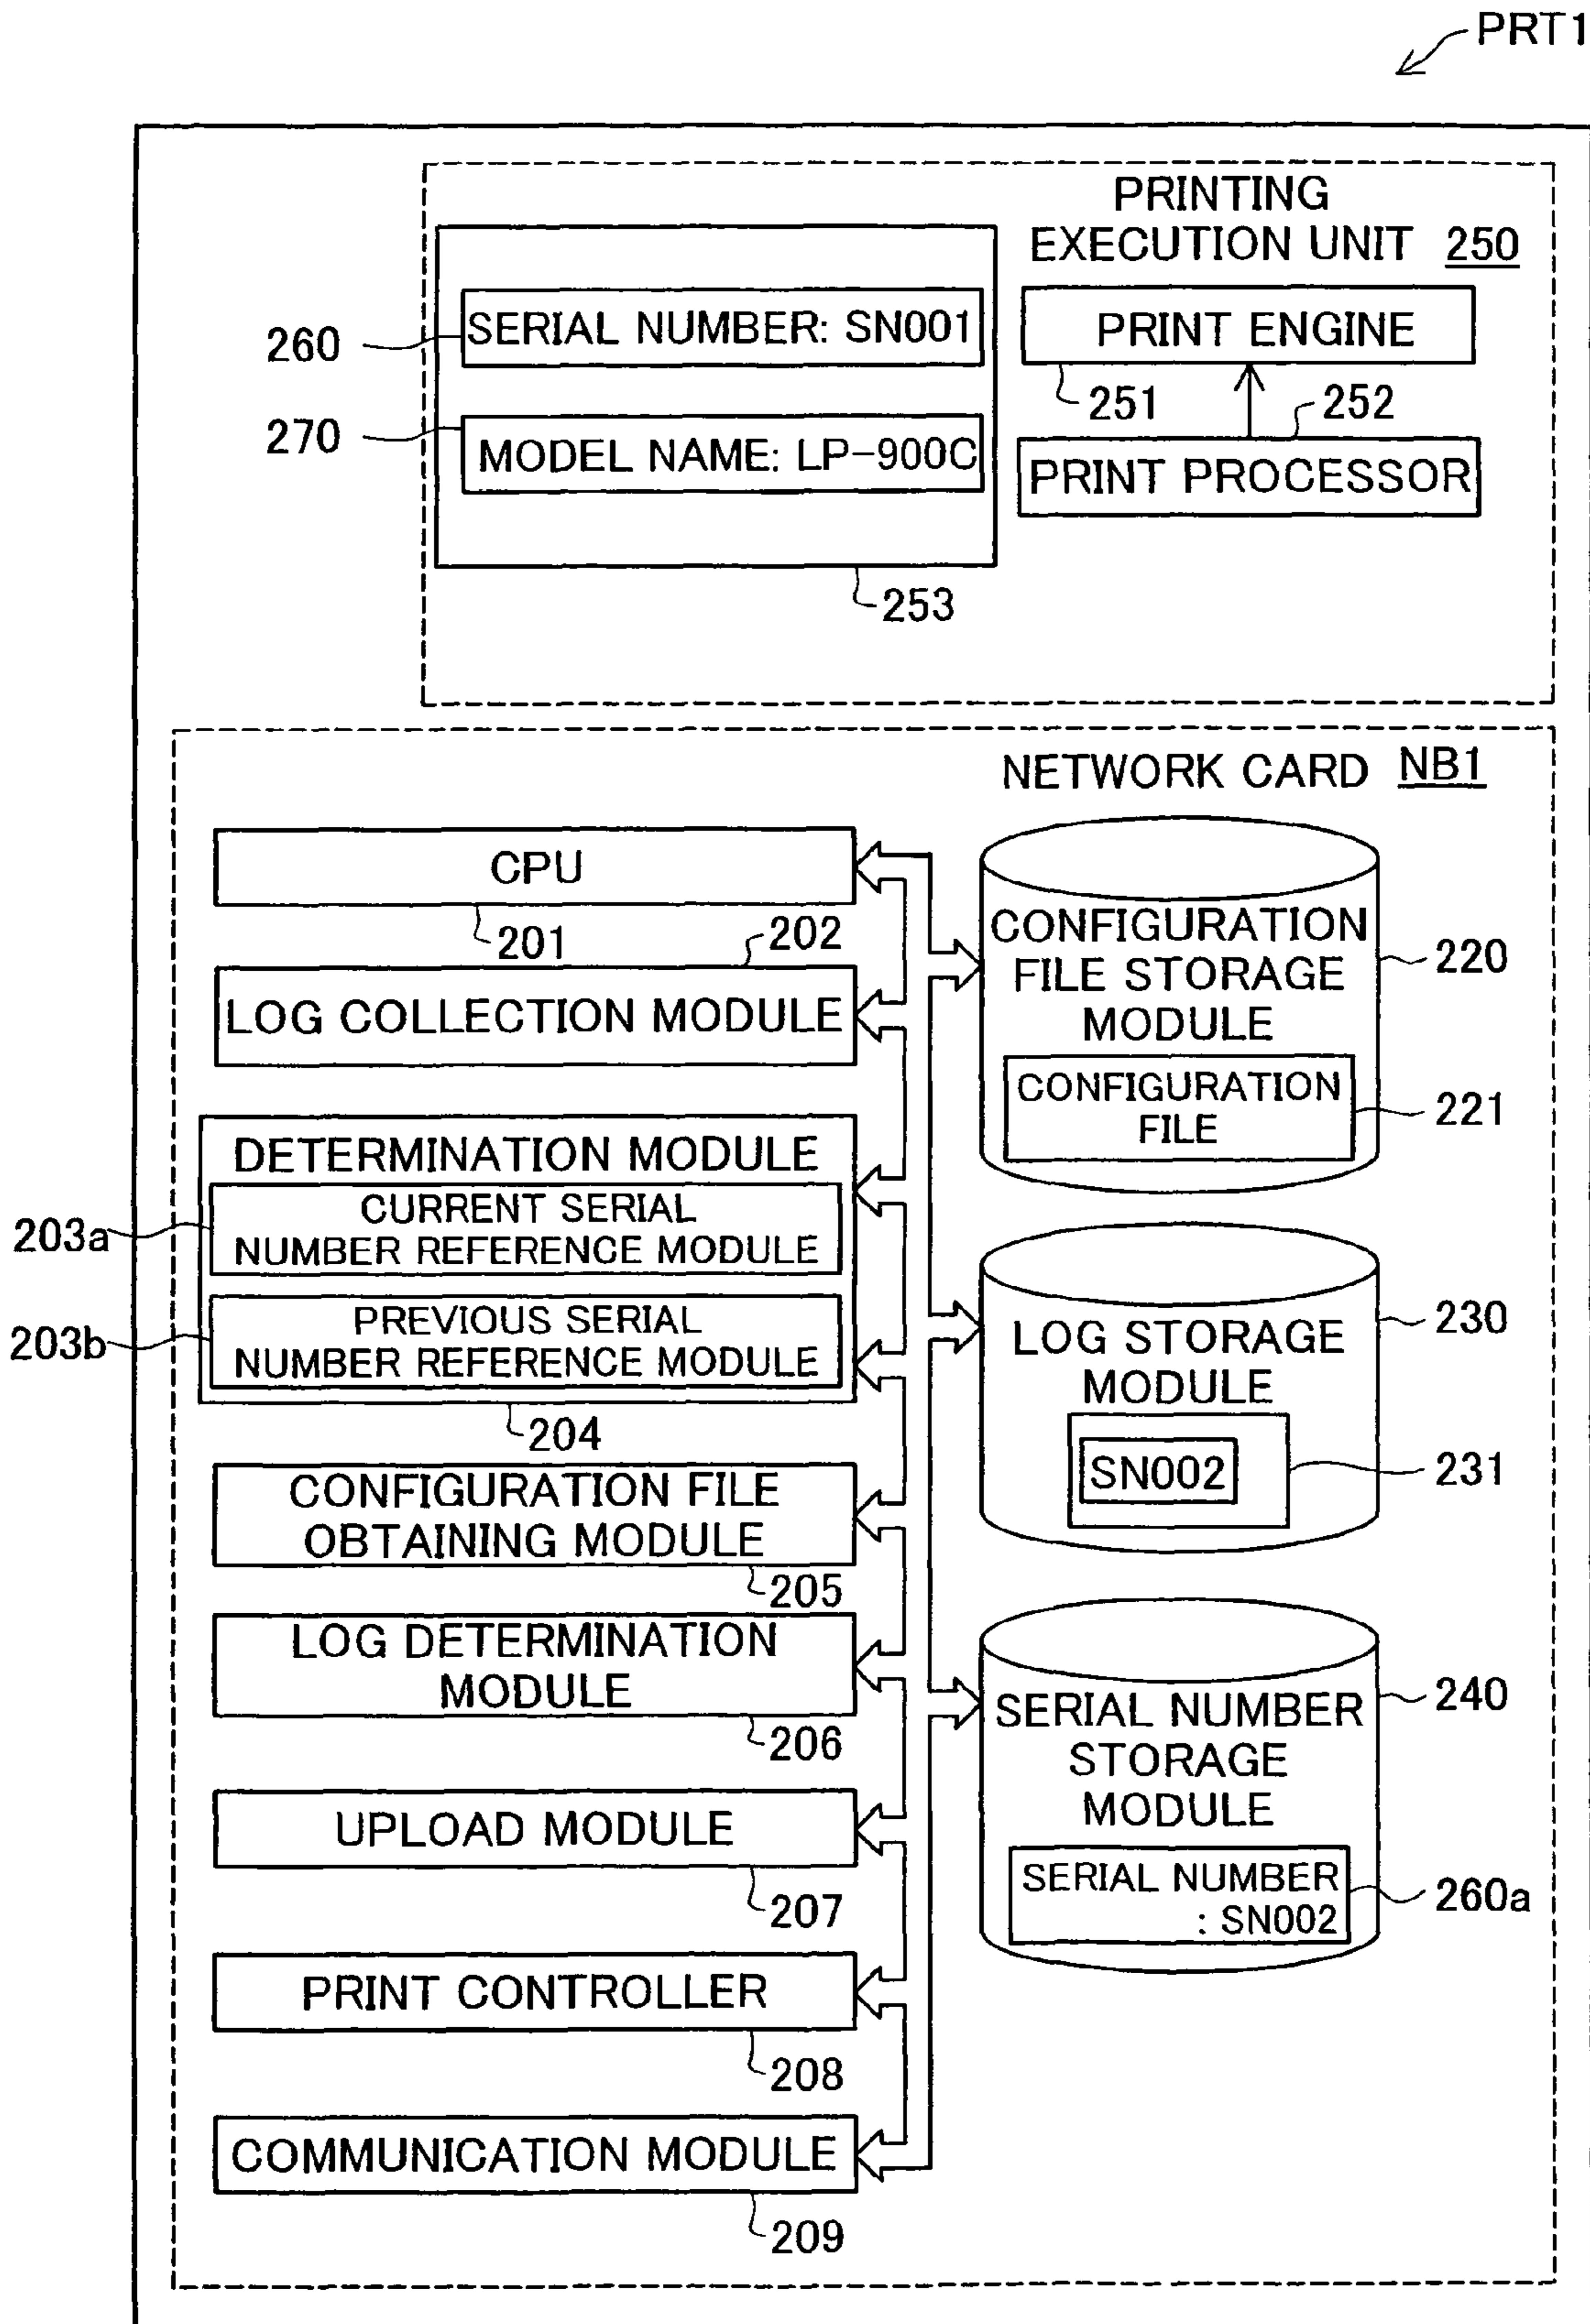 PRT1
PRINTING
EXECUTION UNIT 250
SERIAL NUMBER: SN001
260
MODEL NAME: LP-900C
270
253
PRINT ENGINE
251
252
PRINT PROCESSOR
NETWORK CARD NB1
CPU
201
202
LOG COLLECTION MODULE
DETERMINATION MODULE
CURRENT SERIAL
NUMBER REFERENCE MODULE
203a
PREVIOUS SERIAL
NUMBER REFERENCE MODULE
203b
204
CONFIGURATION FILE
OBTAINING MODULE
205
LOG DETERMINATION
MODULE
206
UPLOAD MODULE
207
PRINT CONTROLLER
208
COMMUNICATION MODULE
209
CONFIGURATION
FILE STORAGE
MODULE
220
CONFIGURATION
FILE
221
LOG STORAGE
MODULE
230
SN002
231
SERIAL NUMBER
STORAGE
MODULE
240
SERIAL NUMBER
: SN002
260a